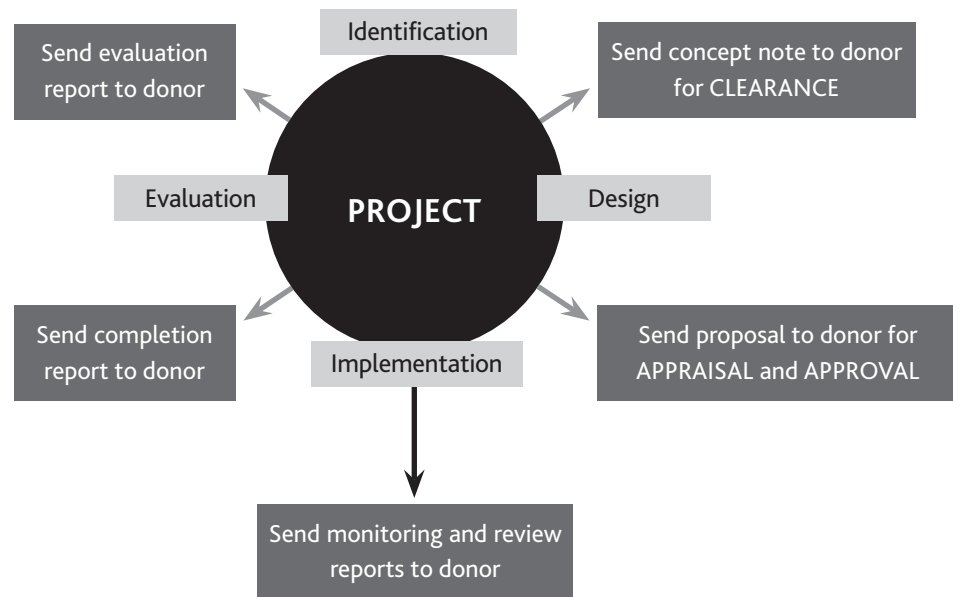 Identification
Send evaluation
report to donor
Send concept note to donor
for CLEARANCE
Evaluation
PROJECT
Design
Send completion
report to donor
Send proposal to donor for
APPRAISAL and APPROVAL
Implementation
Send monitoring and review
reports to donor